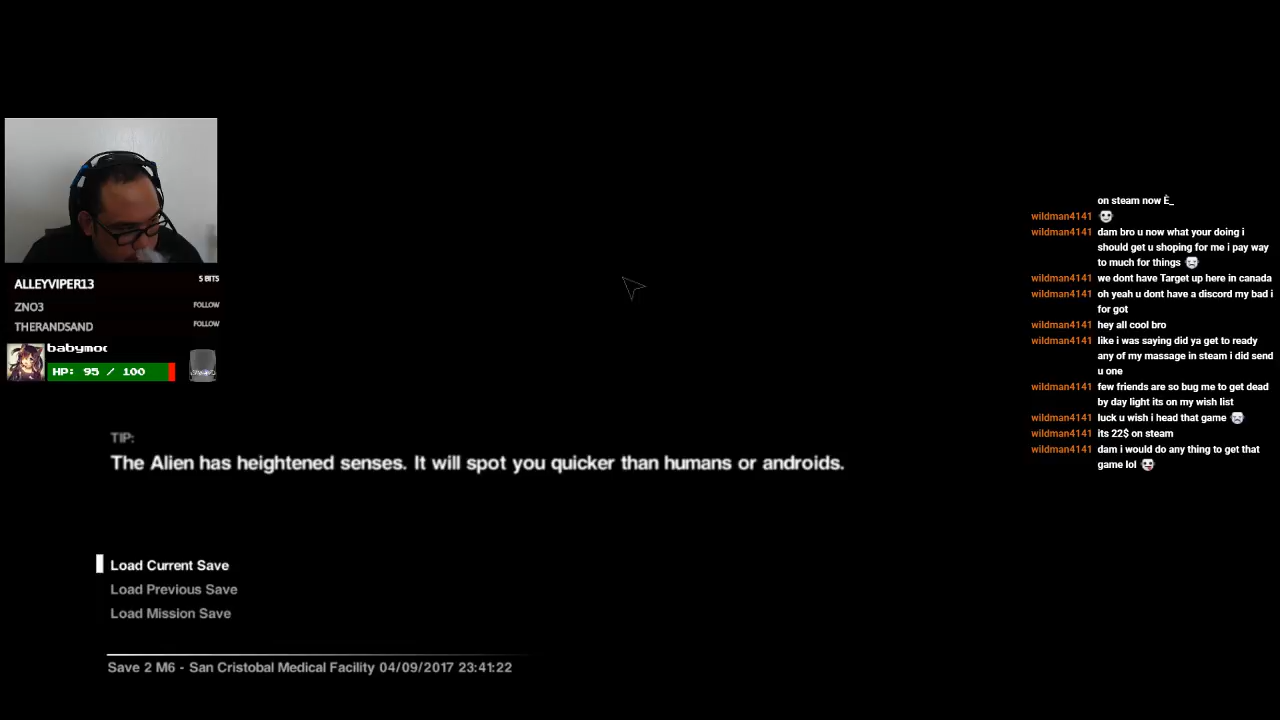 ALLEYVIPER13 5 BITS
ZNO3 FOLLOW
THERANDSAND FOLLOW
babymoc
HP: 95 / 100
TIP:
The Alien has heightened senses. It will spot you quicker than humans or androids.
Load Current Save
Load Previous Save
Load Mission Save
Save 2 M6 - San Cristobal Medical Facility 04/09/2017 23:41:22
on steam now È_
wildman4141
wildman4141 dam bro u now what your doing i
should get u shoping for me i pay way
to much for things
wildman4141 we dont have Target up here in canada
wildman4141 oh yeah u dont have a discord my bad i
for got
wildman4141 hey all cool bro
wildman4141 like i was saying did ya get to ready
any of my massage in steam i did send
u one
wildman4141 few friends are so bug me to get dead
by day light its on my wish list
wildman4141 luck u wish i head that game
wildman4141 its 22$ on steam
wildman4141 dam i would do any thing to get that
game lol